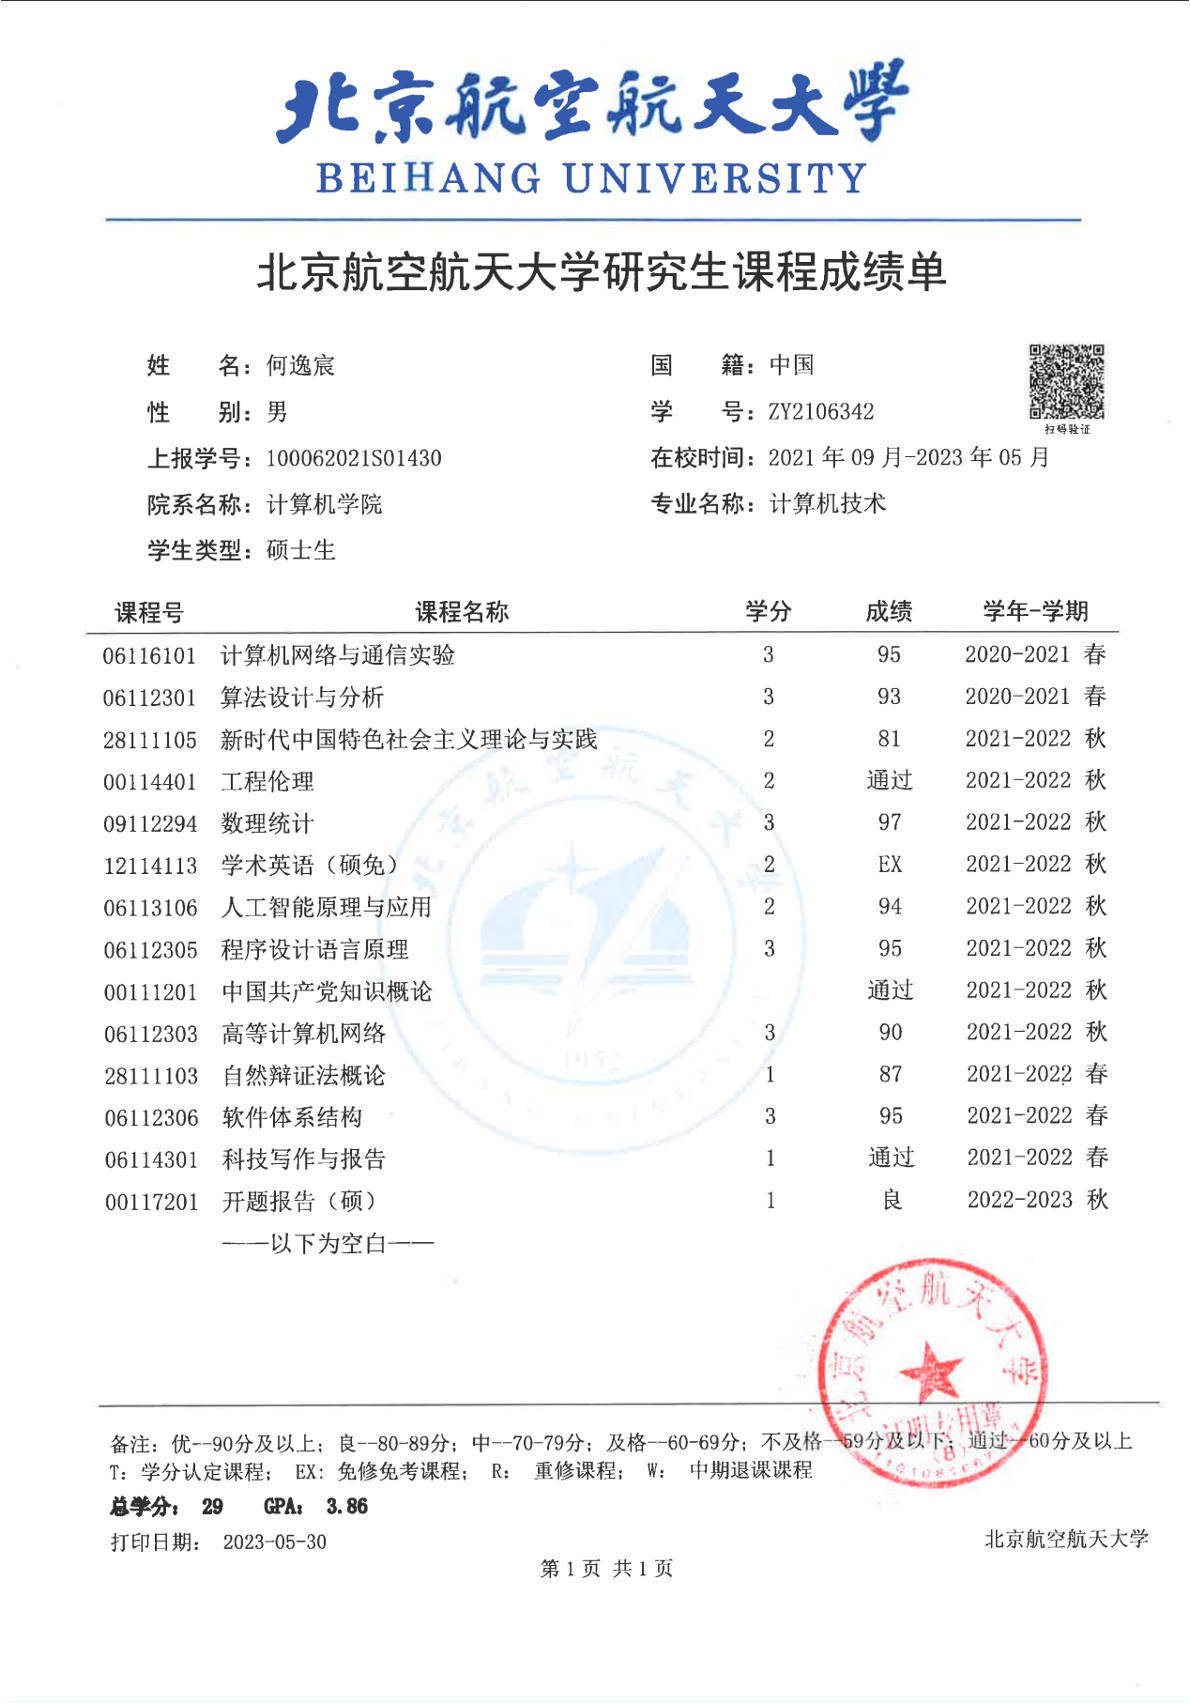 北京航空航天大學
BEIHANG UNIVERSITY
北京航空航天大学研究生课程成绩单
姓 名：何逸宸 国 籍：中国
性 别：男 学 号：ZY2106342
扫码验证
上报学号：100062021S01430 在校时间：2021 年 09 月-2023 年 05 月
院系名称：计算机学院 专业名称：计算机技术
学生类型：硕士生
课程号 课程名称 学分 成绩 学年-学期
06116101 计算机网络与通信实验 3 95 2020-2021 春
06112301 算法设计与分析 3 93 2020-2021 春
28111105 新时代中国特色社会主义理论与实践 2 81 2021-2022 秋
00114401 工程伦理 2 通过 2021-2022 秋
09112294 数理统计 3 97 2021-2022 秋
12114113 学术英语（硕免） 2 EX 2021-2022 秋
06113106 人工智能原理与应用 2 94 2021-2022 秋
06112305 程序设计语言原理 3 95 2021-2022 秋
00111201 中国共产党知识概论 通过 2021-2022 秋
06112303 高等计算机网络 3 90 2021-2022 秋
28111103 自然辩证法概论 1 87 2021-2022 春
06112306 软件体系结构 3 95 2021-2022 春
06114301 科技写作与报告 1 通过 2021-2022 春
00117201 开题报告（硕） 1 良 2022-2023 秋
——以下为空白——
北京航空航天大学
证明专用章
(8)
备注：优--90分及以上；良--80-89分；中--70-79分；及格--60-69分；不及格--59分及以下；通过--60分及以上
T：学分认定课程； EX：免修免考课程； R： 重修课程； W： 中期退课课程
总学分： 29 GPA： 3.86
打印日期： 2023-05-30 北京航空航天大学
第 1 页 共 1 页